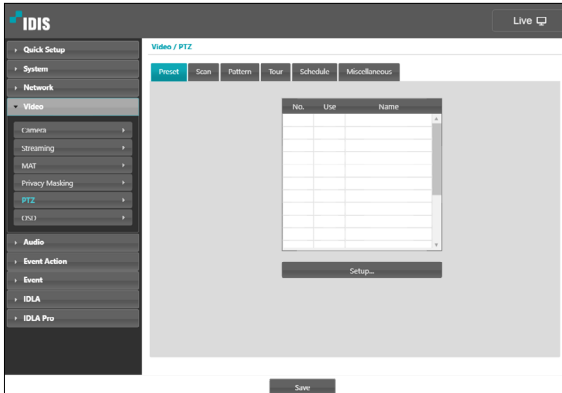 IDIS
Live
Quick Setup
System
Network
Video
Camera
Streaming
MAT
Privacy Masking
PTZ
OSD
Audio
Event Action
Event
IDLA
IDLA Pro
Video / PTZ
Preset Scan Pattern Tour Schedule Miscellaneous
No. Use Name
Setup...
Save